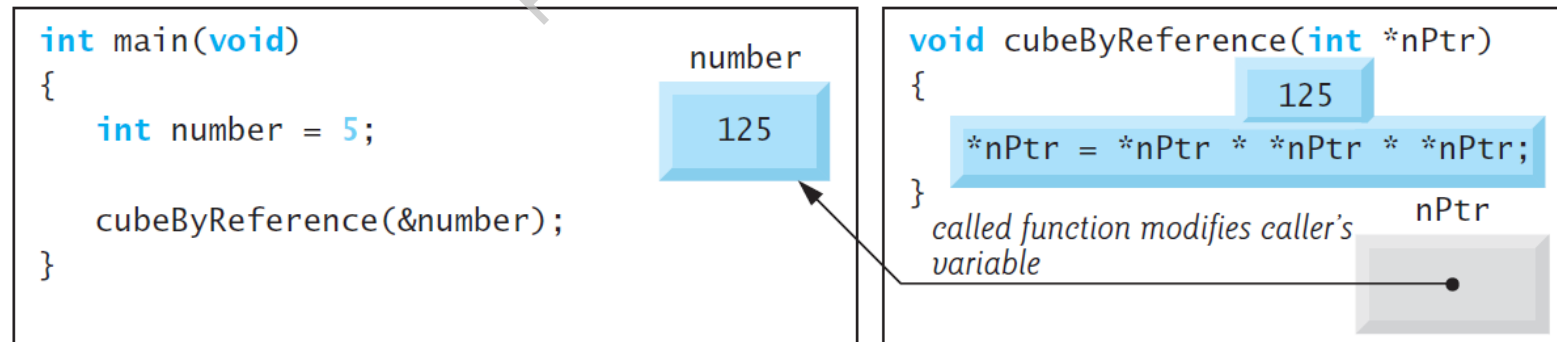 int main(void)
{
int number = 5;
cubeByReference(&number);
}
number
125
void cubeByReference(int *nPtr)
{
125
*nPtr = *nPtr * *nPtr * *nPtr;
}
called function modifies caller's
variable
nPtr